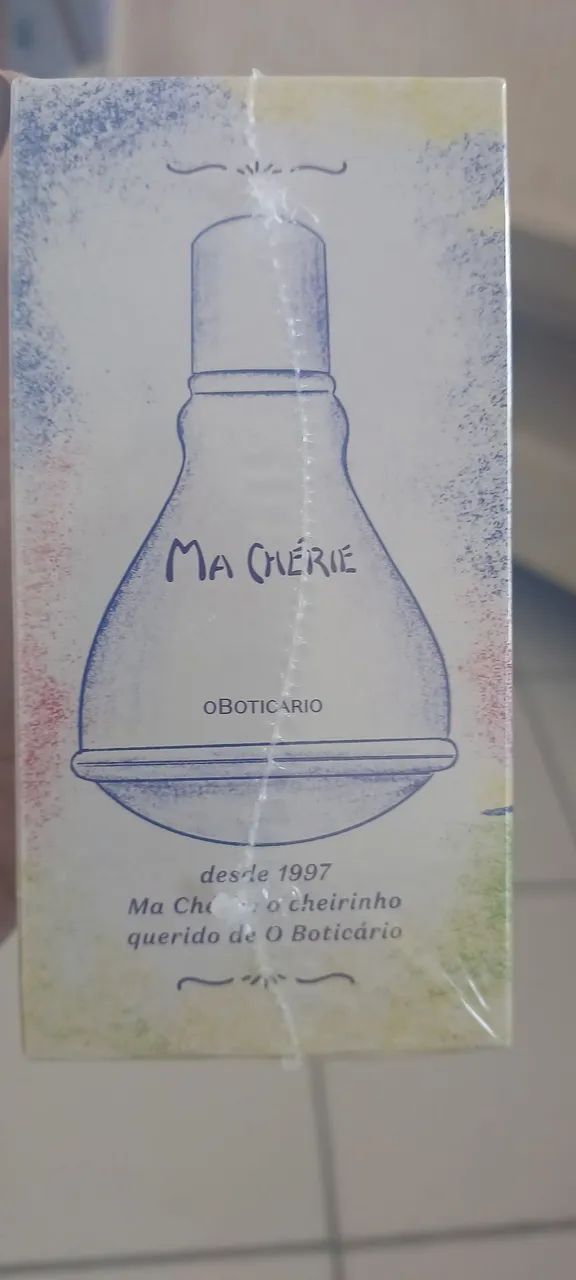 MA CHÉRIE
OBOTICÁRIO
desde 1997
Ma o cheirinho
querido de O Boticário